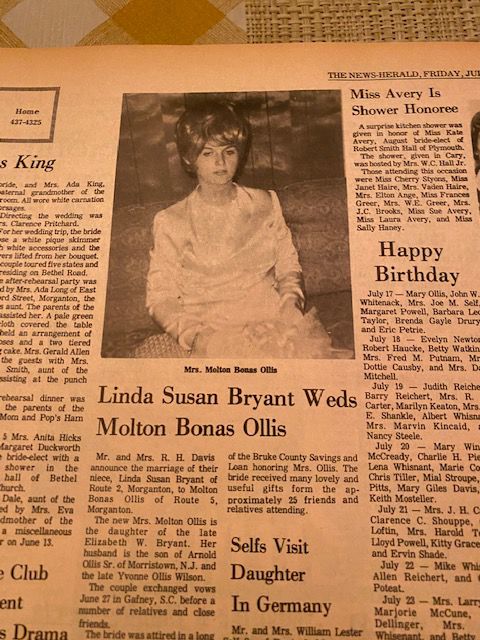 THE NEWS-HERALD, FRIDAY, JUL
Home
437-4325
s King
bride, and Mrs. Ada King,
paternal grandmother of the
room. All wore white carnation
orsages.
Directing the wedding was
rs. Clarence Pritchard.
For her wedding trip, the bride
ose a white pique skimmer
h white accessories and the
vers lifted from her bouquet.
couple toured five states and
residing on Bethel Road.
e after-rehearsal party was
d by Mrs. Ada Long of East
ord Street, Morganton, the
s aunt. The parents of the
assisted her. A pale green
loth covered the table
held an arrangement of
oses and a two tiered
g cake. Mrs. Gerald Allen
the guests with Mrs.
Smith, aunt of the
ssisting at the punch
rehearsal dinner was
the parents of the
Mom and Pop's Ham
5 Mrs. Anita Hicks
Margaret Duckworth
e bride-elect with a
shower in the
hall of Bethel
hurch.
Dale, aunt of the
ed by Mrs. Eva
ndmother of the
a miscellaneous
r on June 13.
e Club
ent
s Drama
Mrs. Molton Bonas Ollis
Linda Susan Bryant Weds
Molton Bonas Ollis
Mr. and Mrs. R. H. Davis
announce the marriage of their
niece, Linda Susan Bryant of
Route 2, Morganton, to Molton
Bonas Ollis of Route 5,
Morganton.
The new Mrs. Molton Ollis is
the daughter of the late
Elizabeth W. Bryant. Her
husband is the son of Arnold
Ollis Sr. of Morristown, N.J. and
the late Yvonne Ollis Wilson.
The couple exchanged vows
June 27 in Gafney, S.C. before a
number of relatives and close
friends.
The bride was attired in a long
of the Bruke County Savings and
Loan honoring Mrs. Ollis. The
bride received many lovely and
useful gifts form the ap-
proximately 25 friends and
relatives attending.
Selfs Visit
Daughter
In Germany
Mr. and Mrs. William Lester
Miss Avery Is
Shower Honoree
A surprise kitchen shower was
given in honor of Miss Kate
Avery, August bride-elect of
Robert Smith Hall of Plymouth.
The shower, given in Cary,
was hosted by Mrs. W.C. Hall Jr.
Those attending this occasion
were Miss Cherry Styons, Miss
Janet Haire, Mrs. Vaden Haire,
Mrs. Elton Ange, Miss Frances
Greer, Mrs. W.E. Greer, Mrs.
J.C. Brooks, Miss Sue Avery,
Miss Laura Avery, and Miss
Sally Haney.
Happy
Birthday
July 17 — Mary Ollis, John W.
Whitenack, Mrs. Joe M. Self,
Margaret Powell, Barbara Leo
Taylor, Brenda Gayle Drury
and Eric Petrie.
July 18 — Evelyn Newto
Robert Haucke, Betty Watkin
Mrs. Fred M. Putnam, Mr
Dottie Causby, and Mrs. Da
Mitchell.
July 19 — Judith Reiche
Barry Reichert, Mrs. R.
Carter, Marilyn Keaton, Mrs.
E. Shankle, Albert Whisna
Mrs. Marvin Kincaid, a
Nancy Steele.
July 20 — Mary Win
McCready, Charlie H. Pie
Lena Whisnant, Marie Co
Chris Tiller, Mial Stroupe,
Pitts, Mary Giles Davis,
Keith Mosteller.
July 21 — Mrs. J. H. C
Clarence C. Shouppe,
Loftin, Mrs. Harold T
Lloyd Powell, Kitty Grace
and Ervin Shade.
July 22 — Mike Whis
Allen Reichert, and
Poteat.
July 23 — Mrs. Larry
Marjorie McCune,
Dellinger, Mrs.
Whisnant, and Betty